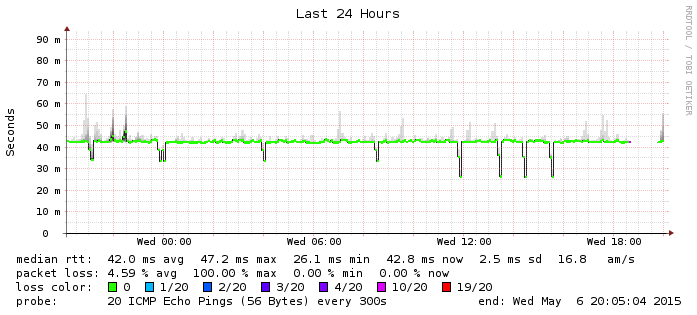 Last 24 Hours
RRDTOOL / TOBI OETIKER
Seconds
90 m
80 m
70 m
60 m
50 m
40 m
30 m
20 m
10 m
0
Wed 00:00 Wed 06:00 Wed 12:00 Wed 18:00
median rtt: 42.0 ms avg 47.2 ms max 26.1 ms min 42.8 ms now 2.5 ms sd 16.8 am/s
packet loss: 4.59 % avg 100.00 % max 0.00 % min 0.00 % now
loss color: 0 1/20 2/20 3/20 4/20 10/20 19/20
probe: 20 ICMP Echo Pings (56 Bytes) every 300s end: Wed May 6 20:05:04 2015